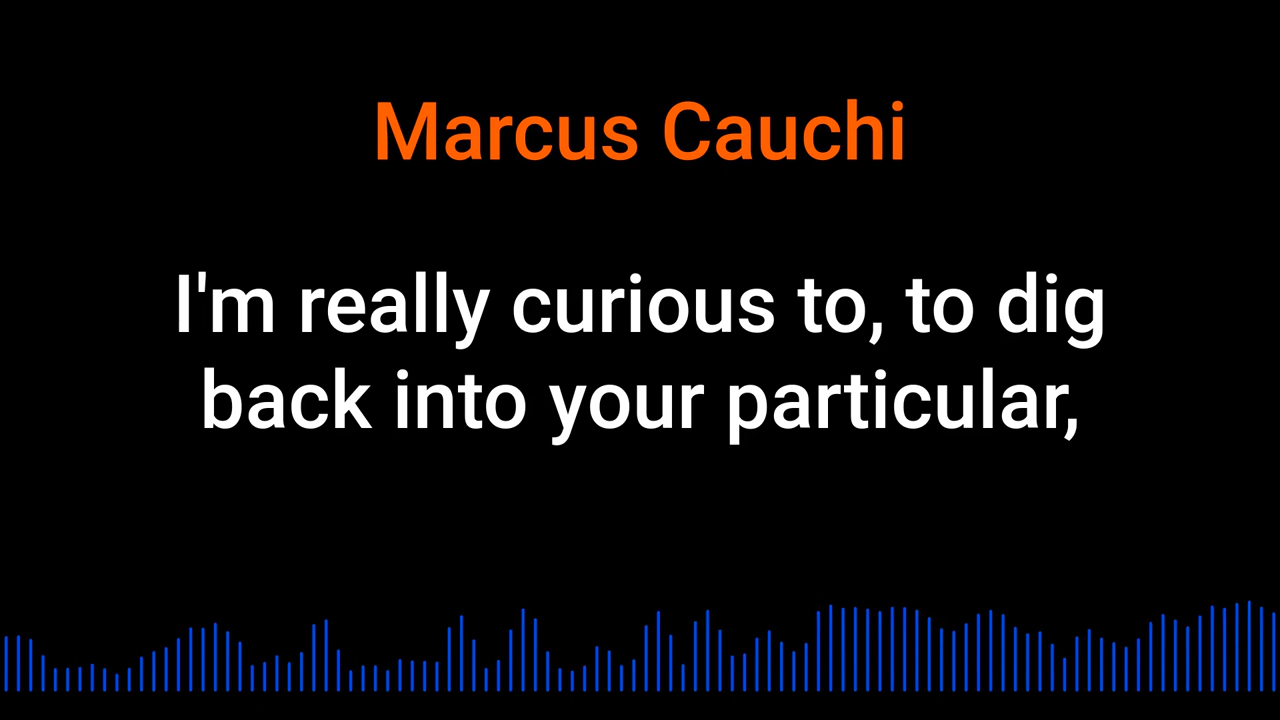 Marcus Cauchi
I'm really curious to, to dig
back into your particular,